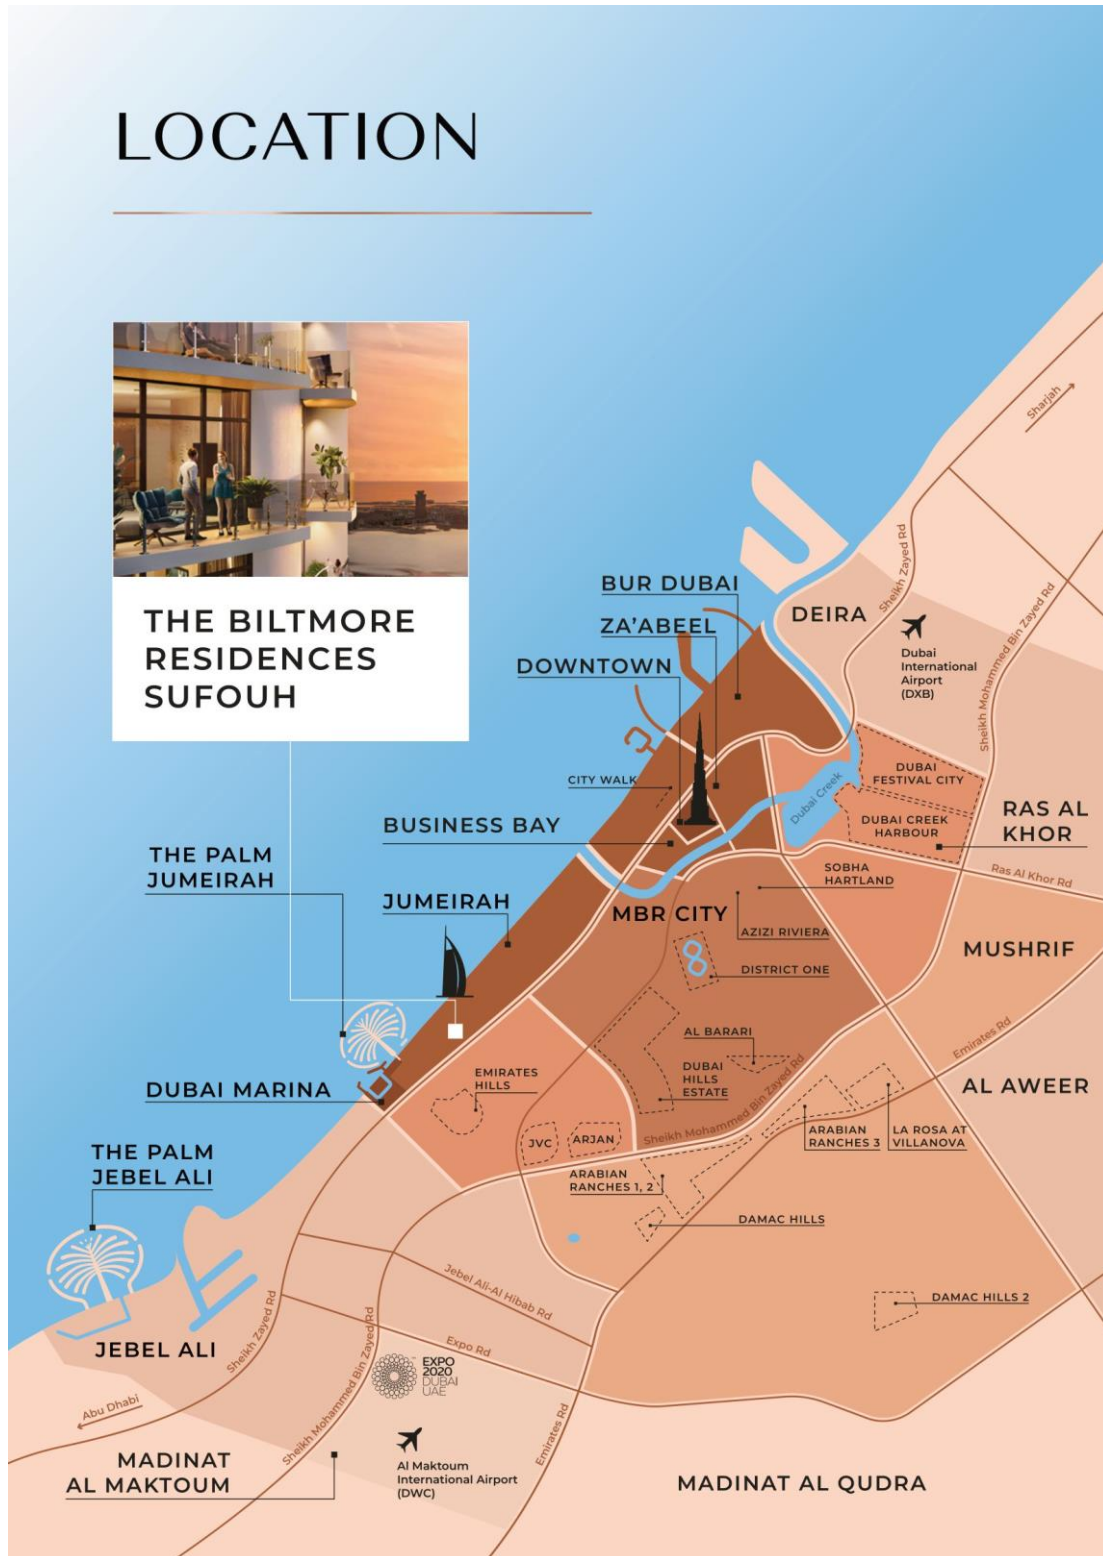 LOCATION
THE BILTMORE
RESIDENCES
SUFOUH
Sharjah
Sheikh Zayed Rd
Sheikh Mohammed Bin Zayed Rd
BUR DUBAI
ZA'ABEEL
DOWNTOWN
DEIRA
Dubai
International
Airport
(DXB)
CITY WALK
Dubai Creek
DUBAI
FESTIVAL CITY
DUBAI CREEK
HARBOUR
RAS AL
KHOR
BUSINESS BAY
THE PALM
JUMEIRAH
JUMEIRAH
SOBHA
HARTLAND
Ras Al Khor Rd
MBR CITY
AZIZI RIVIERA
MUSHRIF
DISTRICT ONE
AL BARARI
Emirates Rd
EMIRATES
HILLS
DUBAI
HILLS
ESTATE
DUBAI MARINA
AL AWEER
Sheikh Mohammed Bin Zayed Rd
JVC
ARJAN
ARABIAN
RANCHES 3
LA ROSA AT
VILLANOVA
THE PALM
JEBEL ALI
ARABIAN
RANCHES 1, 2
DAMAC HILLS
Jebel Ali-Al Hibab Rd
DAMAC HILLS 2
Sheikh Zayed Rd
Expo Rd
JEBEL ALI
Sheikh Mohammed Bin Zayed Rd
EXPO
2020
DUBAI
UAE
Abu Dhabi
Emirates Rd
MADINAT
AL MAKTOUM
Al Maktoum
International Airport
(DWC)
MADINAT AL QUDRA